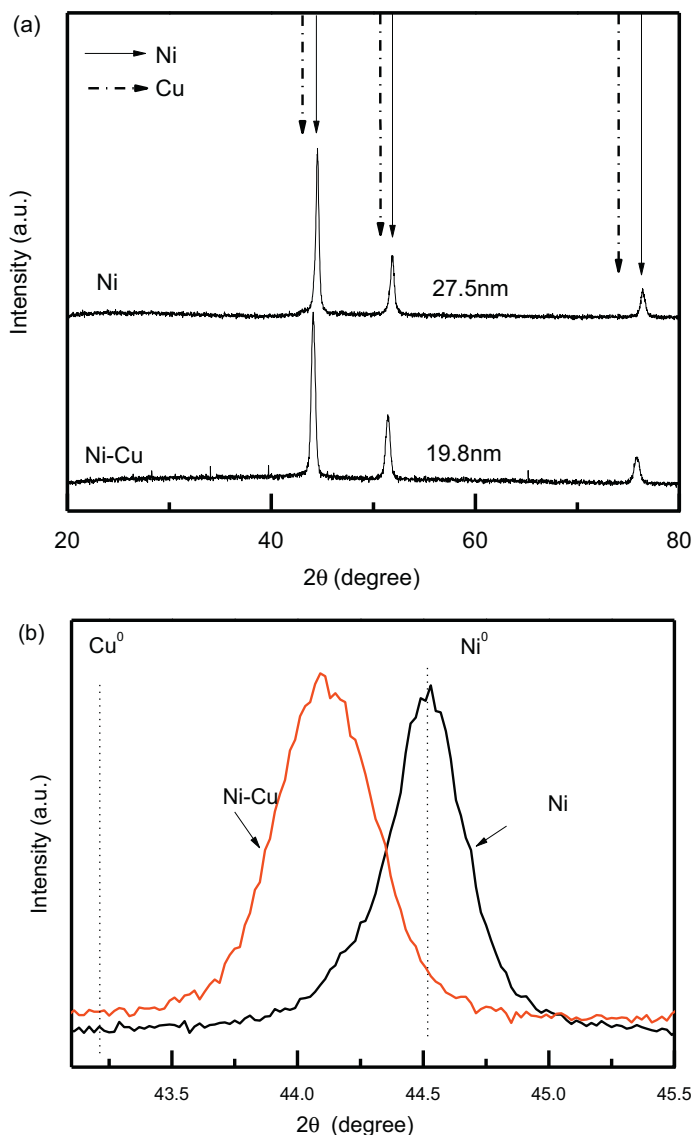 (a)
Ni
Cu
Ni
27.5nm
Ni-Cu
19.8nm
Intensity (a.u.)
20 40 60 80
2θ (degree)
(b)
Cu⁰ Ni⁰
Ni-Cu
Ni
Intensity (a.u.)
43.5 44.0 44.5 45.0 45.5
2θ (degree)